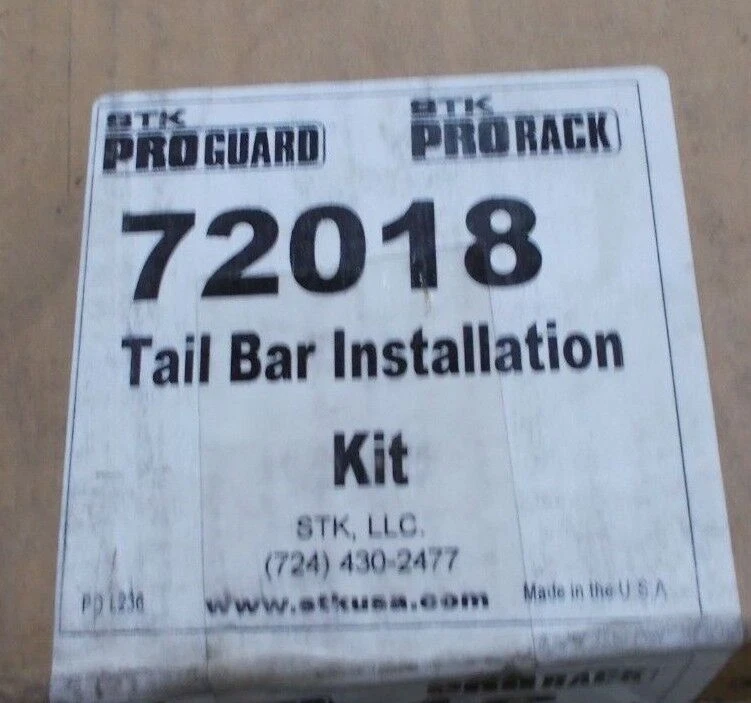 STK STK
PROGUARD PRORACK
72018
Tail Bar Installation
Kit
STK, LLC.
(724) 430-2477
www.stkusa.com Made in the U S A
PRORACK